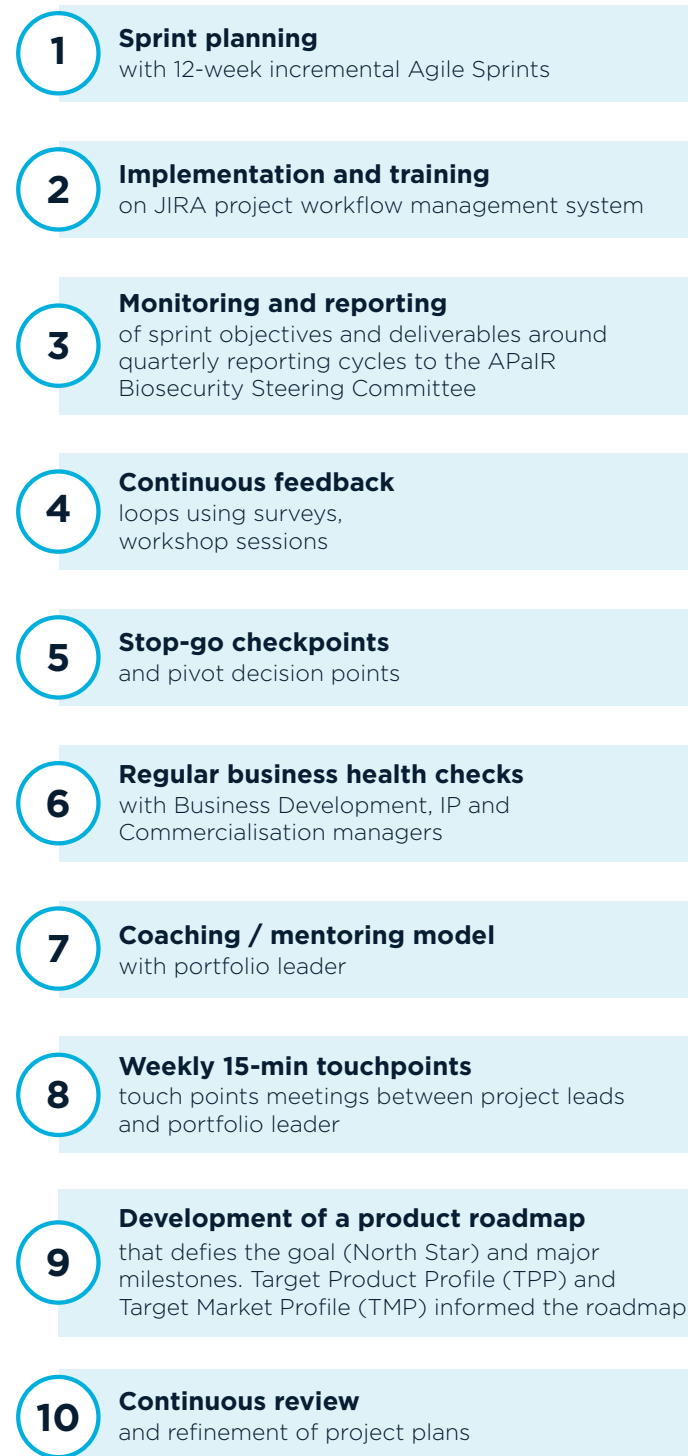 1
Sprint planning
with 12-week incremental Agile Sprints
2
Implementation and training
on JIRA project workflow management system
3
Monitoring and reporting
of sprint objectives and deliverables around
quarterly reporting cycles to the APaIR
Biosecurity Steering Committee
4
Continuous feedback
loops using surveys,
workshop sessions
5
Stop-go checkpoints
and pivot decision points
6
Regular business health checks
with Business Development, IP and
Commercialisation managers
7
Coaching / mentoring model
with portfolio leader
8
Weekly 15-min touchpoints
touch points meetings between project leads
and portfolio leader
9
Development of a product roadmap
that defies the goal (North Star) and major
milestones. Target Product Profile (TPP) and
Target Market Profile (TMP) informed the roadmap
10
Continuous review
and refinement of project plans